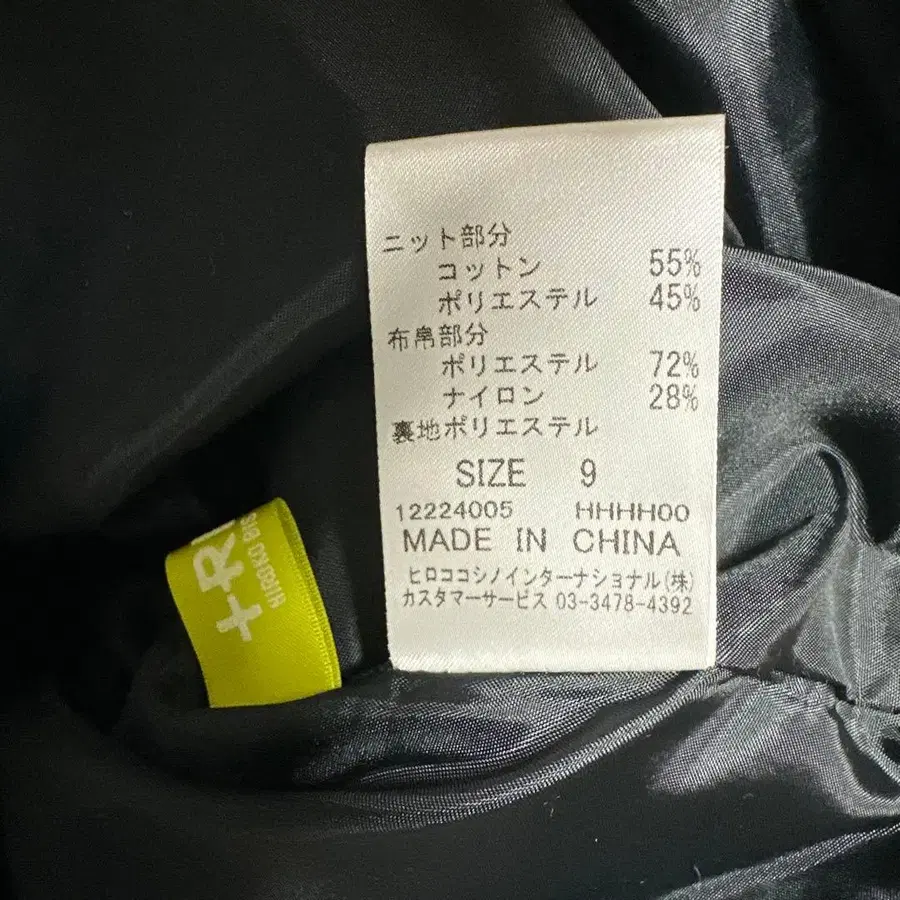 ニット部分
コットン 55%
ポリエステル 45%
布帛部分
ポリエステル 72%
ナイロン 28%
裏地ポリエステル
SIZE 9
12224005 HHHH00
MADE IN CHINA
ヒロココシノインターナショナル(株)
カスタマーサービス 03-3478-4392
HIROKO BIS